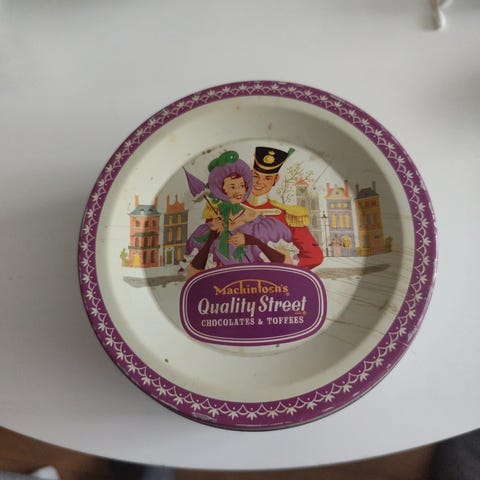 Mackintosh's
Quality Street
CHOCOLATES & TOFFEES